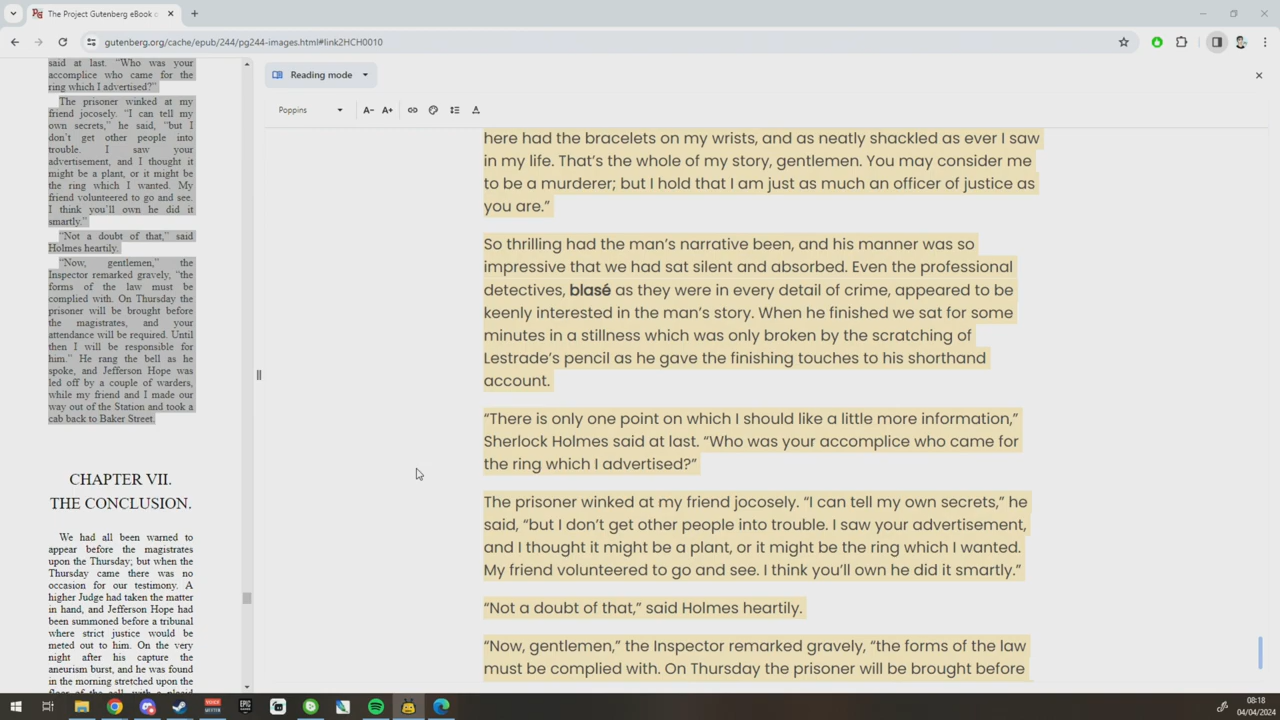 The Project Gutenberg eBook o
gutenberg.org/cache/epub/244/pg244-images.html#link2HCH0010
said at last. “Who was your
accomplice who came for the
ring which I advertised?”
The prisoner winked at my
friend jocosely. “I can tell my
own secrets,” he said, “but I
don’t get other people into
trouble. I saw your
advertisement, and I thought it
might be a plant, or it might be
the ring which I wanted. My
friend volunteered to go and see.
I think you’ll own he did it
smartly.”
“Not a doubt of that,” said
Holmes heartily.
“Now, gentlemen,” the
Inspector remarked gravely, “the
forms of the law must be
complied with. On Thursday the
prisoner will be brought before
the magistrates, and your
attendance will be required. Until
then I will be responsible for
him.” He rang the bell as he
spoke, and Jefferson Hope was
led off by a couple of warders,
while my friend and I made our
way out of the Station and took a
cab back to Baker Street.
CHAPTER VII.
THE CONCLUSION.
We had all been warned to
appear before the magistrates
upon the Thursday; but when the
Thursday came there was no
occasion for our testimony. A
higher Judge had taken the matter
in hand, and Jefferson Hope had
been summoned before a tribunal
where strict justice would be
meted out to him. On the very
night after his capture the
aneurism burst, and he was found
in the morning stretched upon the
floor of the cell, with a placid
Reading mode
Poppins
A- A+
here had the bracelets on my wrists, and as neatly shackled as ever I saw
in my life. That’s the whole of my story, gentlemen. You may consider me
to be a murderer; but I hold that I am just as much an officer of justice as
you are.”
So thrilling had the man’s narrative been, and his manner was so
impressive that we had sat silent and absorbed. Even the professional
detectives, blasé as they were in every detail of crime, appeared to be
keenly interested in the man’s story. When he finished we sat for some
minutes in a stillness which was only broken by the scratching of
Lestrade’s pencil as he gave the finishing touches to his shorthand
account.
“There is only one point on which I should like a little more information,”
Sherlock Holmes said at last. “Who was your accomplice who came for
the ring which I advertised?”
The prisoner winked at my friend jocosely. “I can tell my own secrets,” he
said, “but I don’t get other people into trouble. I saw your advertisement,
and I thought it might be a plant, or it might be the ring which I wanted.
My friend volunteered to go and see. I think you’ll own he did it smartly.”
“Not a doubt of that,” said Holmes heartily.
“Now, gentlemen,” the Inspector remarked gravely, “the forms of the law
must be complied with. On Thursday the prisoner will be brought before
EPIC
08:18
04/04/2024